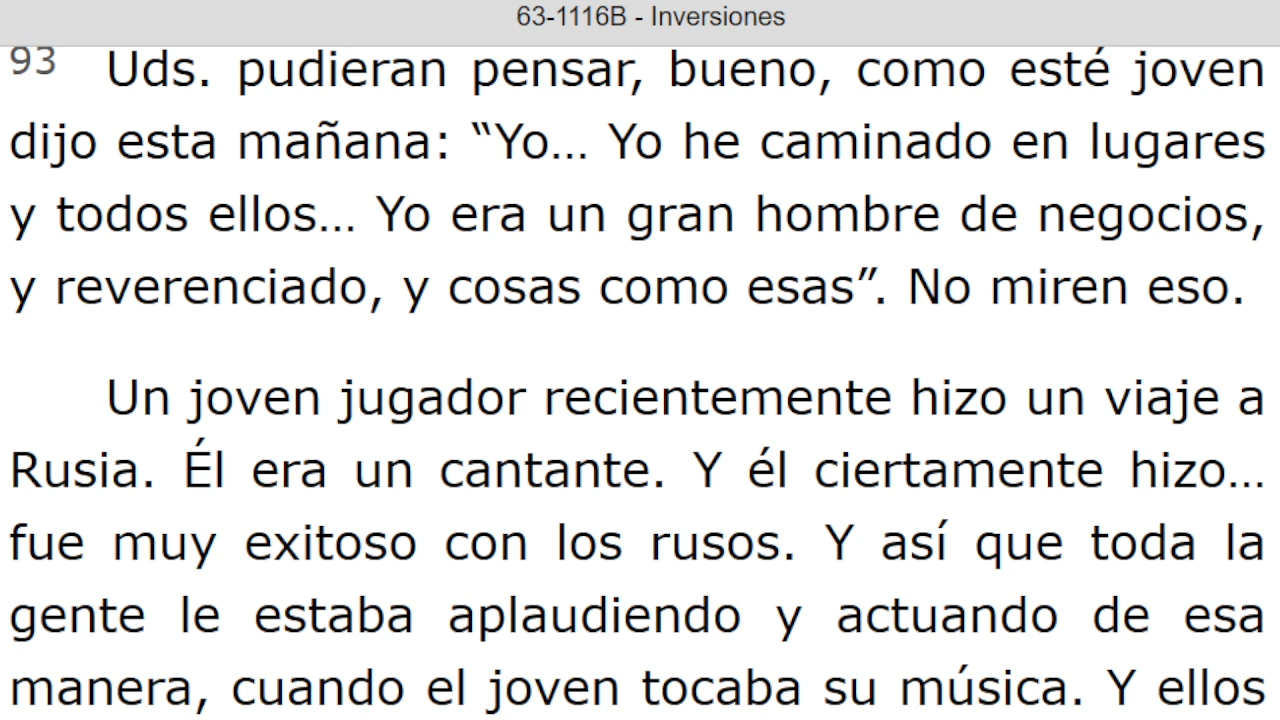 63-1116B - Inversiones
93 Uds. pudieran pensar, bueno, como esté joven
dijo esta mañana: “Yo... Yo he caminado en lugares
y todos ellos... Yo era un gran hombre de negocios,
y reverenciado, y cosas como esas”. No miren eso.
Un joven jugador recientemente hizo un viaje a
Rusia. Él era un cantante. Y él ciertamente hizo...
fue muy exitoso con los rusos. Y así que toda la
gente le estaba aplaudiendo y actuando de esa
manera, cuando el joven tocaba su música. Y ellos